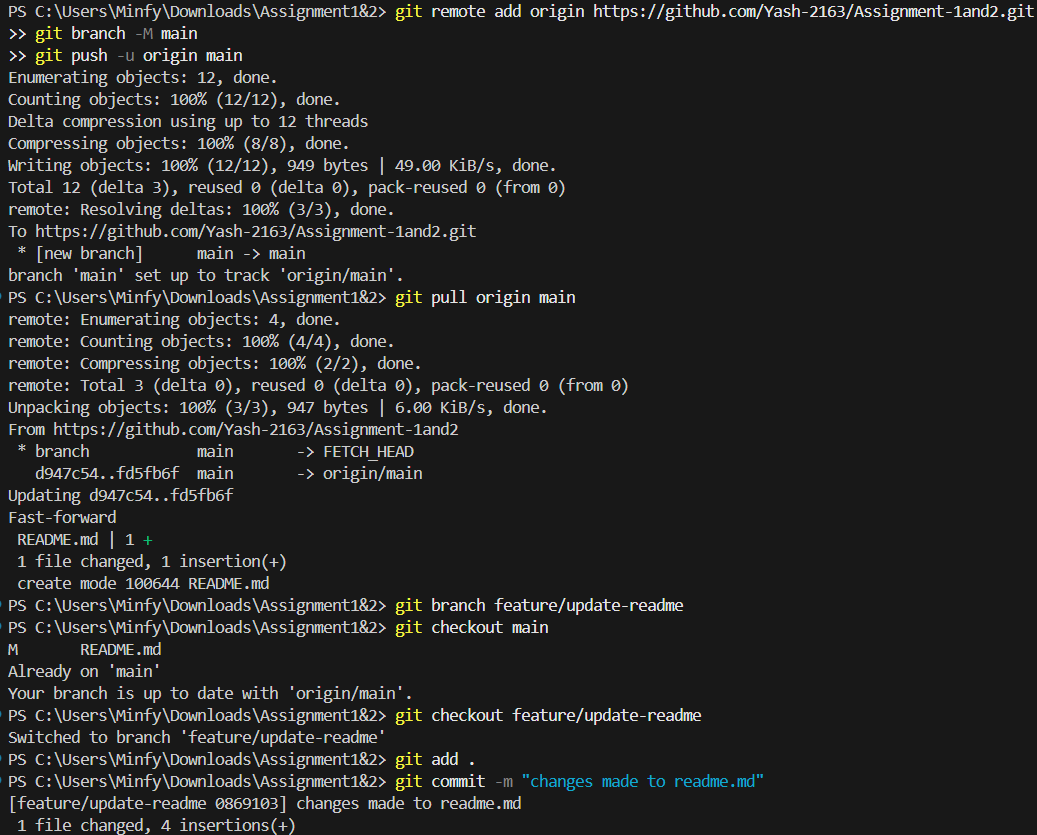 PS C:\Users\Minfy\Downloads\Assignment1&2> git remote add origin https://github.com/Yash-2163/Assignment-1and2.git
>> git branch -M main
>> git push -u origin main
Enumerating objects: 12, done.
Counting objects: 100% (12/12), done.
Delta compression using up to 12 threads
Compressing objects: 100% (8/8), done.
Writing objects: 100% (12/12), 949 bytes | 49.00 KiB/s, done.
Total 12 (delta 3), reused 0 (delta 0), pack-reused 0 (from 0)
remote: Resolving deltas: 100% (3/3), done.
To https://github.com/Yash-2163/Assignment-1and2.git
 * [new branch]      main -> main
branch 'main' set up to track 'origin/main'.
PS C:\Users\Minfy\Downloads\Assignment1&2> git pull origin main
remote: Enumerating objects: 4, done.
remote: Counting objects: 100% (4/4), done.
remote: Compressing objects: 100% (2/2), done.
remote: Total 3 (delta 0), reused 0 (delta 0), pack-reused 0 (from 0)
Unpacking objects: 100% (3/3), 947 bytes | 6.00 KiB/s, done.
From https://github.com/Yash-2163/Assignment-1and2
 * branch            main       -> FETCH_HEAD
   d947c54..fd5fb6f  main       -> origin/main
Updating d947c54..fd5fb6f
Fast-forward
 README.md | 1 +
 1 file changed, 1 insertion(+)
 create mode 100644 README.md
PS C:\Users\Minfy\Downloads\Assignment1&2> git branch feature/update-readme
PS C:\Users\Minfy\Downloads\Assignment1&2> git checkout main
M       README.md
Already on 'main'
Your branch is up to date with 'origin/main'.
PS C:\Users\Minfy\Downloads\Assignment1&2> git checkout feature/update-readme
Switched to branch 'feature/update-readme'
PS C:\Users\Minfy\Downloads\Assignment1&2> git add .
PS C:\Users\Minfy\Downloads\Assignment1&2> git commit -m "changes made to readme.md"
[feature/update-readme 0869103] changes made to readme.md
 1 file changed, 4 insertions(+)